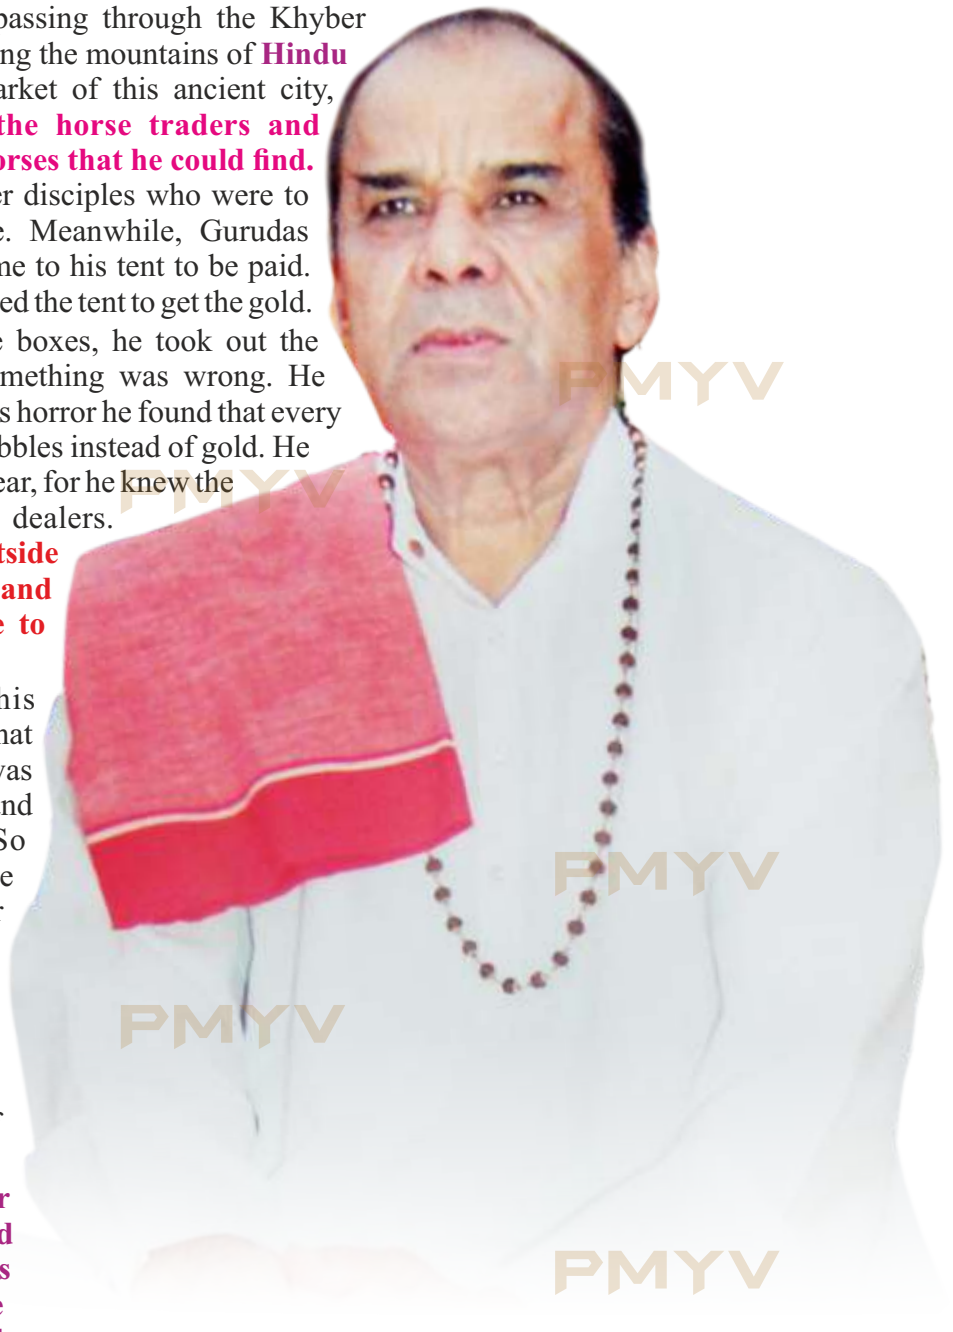 passing through the Khyber
ng the mountains of Hindu
arket of this ancient city,
the horse traders and
orses that he could find.
er disciples who were to
e. Meanwhile, Gurudas
me to his tent to be paid.
ed the tent to get the gold.
e boxes, he took out the
mething was wrong. He
s horror he found that every
bbles instead of gold. He
ear, for he knew the
dealers.
tside
and
e to
his
hat
was
and
So
e
r
r
r
d
s
e
PMYV
PMYV
PMYV
PMYV
PMYV